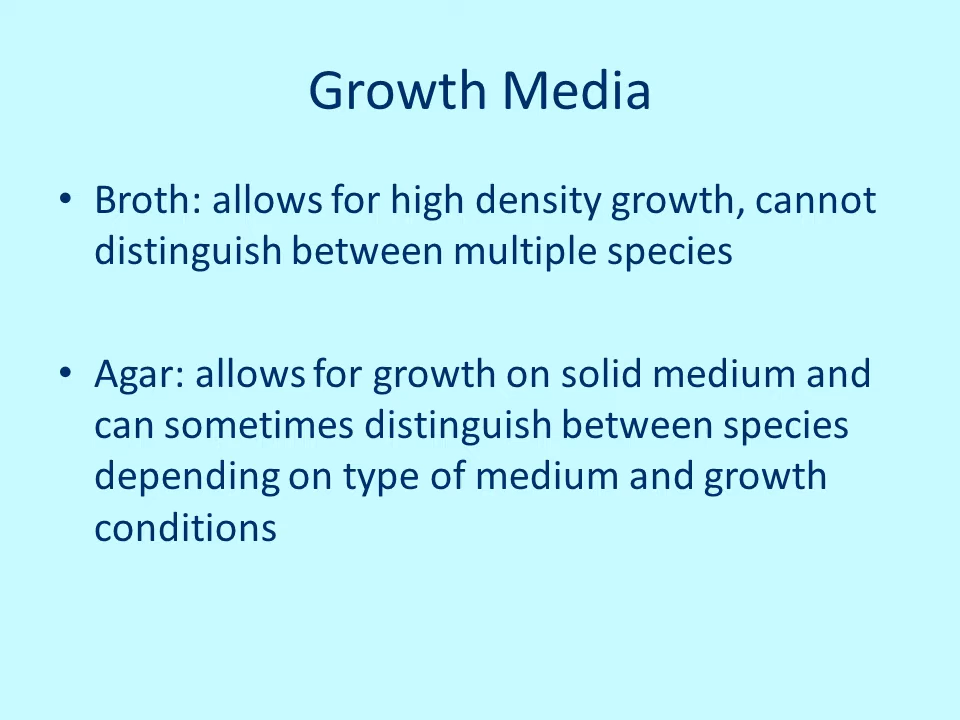 Growth Media
• Broth: allows for high density growth, cannot
distinguish between multiple species
• Agar: allows for growth on solid medium and
can sometimes distinguish between species
depending on type of medium and growth
conditions